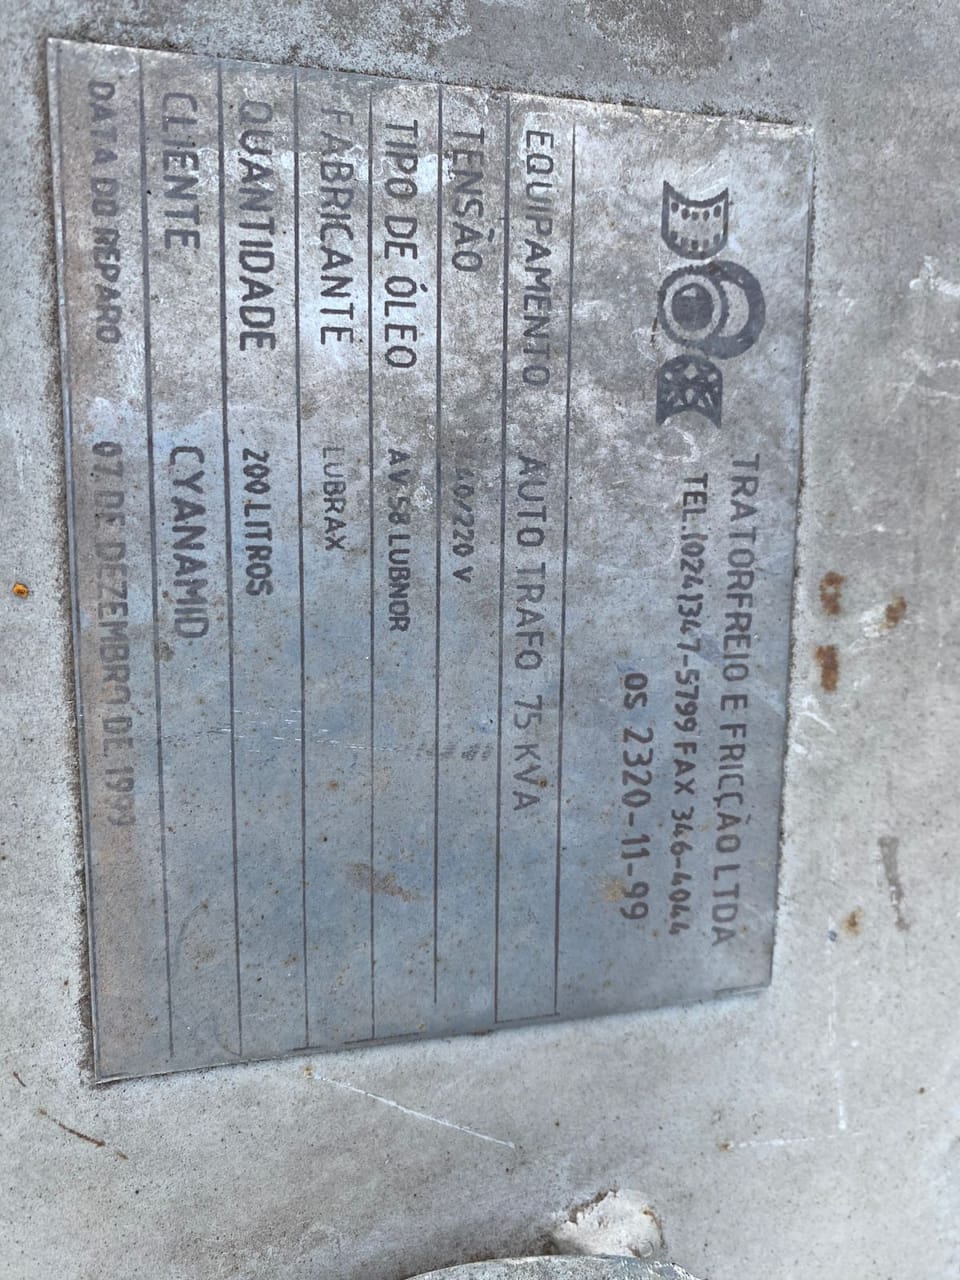 TRATORFREIO E FRICÇÃO LTDA
TEL.(024)347-5799 FAX 346-4044
OS 2320-11-99
EQUIPAMENTO AUTO TRAFO 75 KVA
TENSÃO V
TIPO DE ÓLEO AV 58 LUBNOR
FABRICANTE LUBRAX
QUANTIDADE 200 LITROS
CLIENTE CYANAMID
DATA DO REPARO 07 DE DEZEMBRO DE 1999